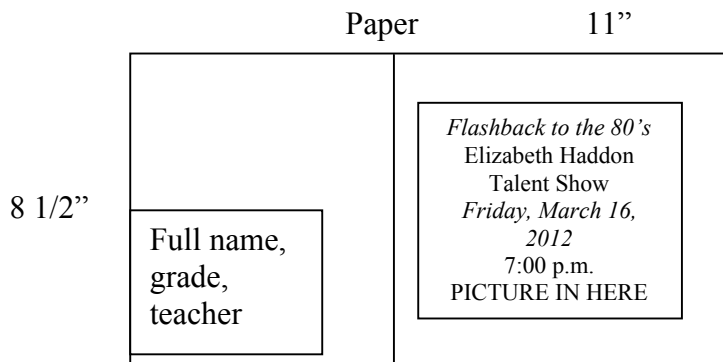 Paper 11”
8 1/2”
Flashback to the 80’s
Elizabeth Haddon
Talent Show
Friday, March 16,
2012
7:00 p.m.
PICTURE IN HERE
Full name,
grade,
teacher